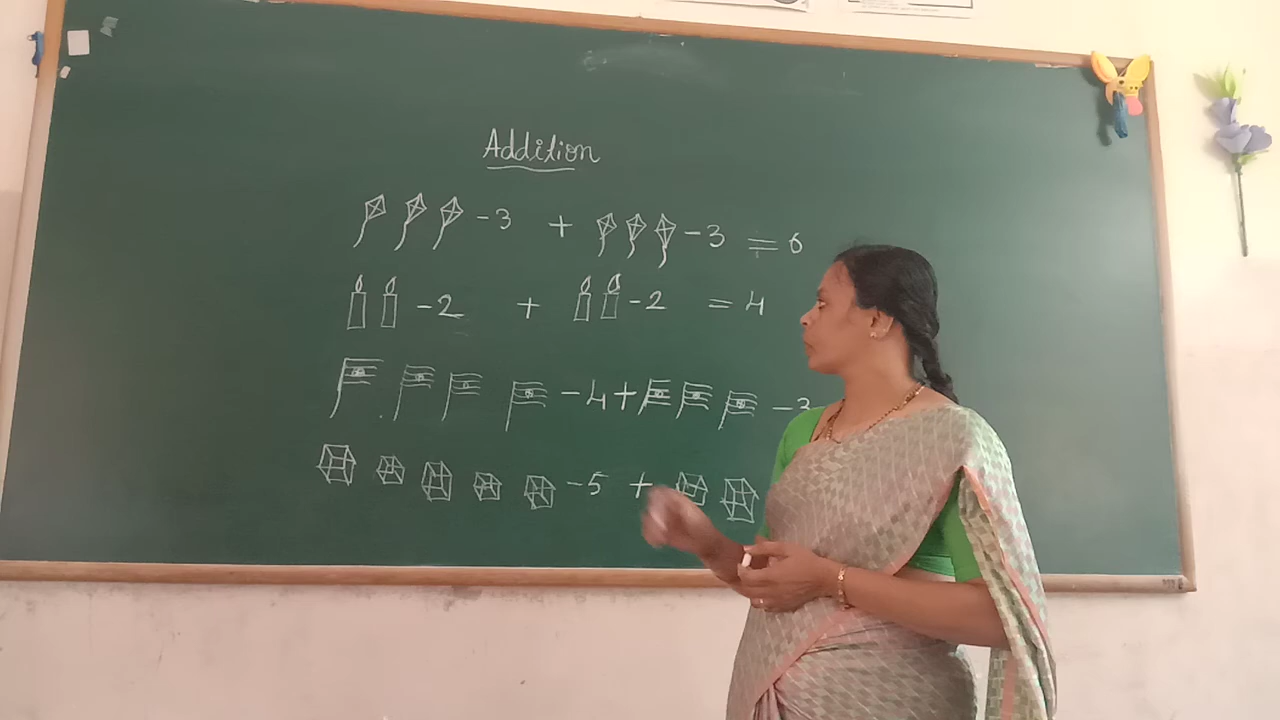 Addition
-3 + -3 = 6
-2 + -2 = 4
-4 + -3
-5 +